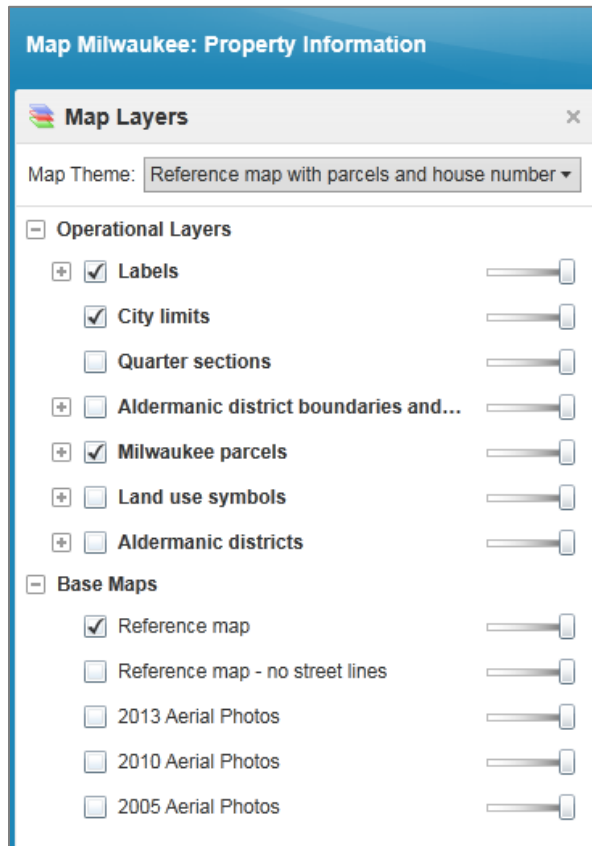 Map Milwaukee: Property Information
Map Layers
Map Theme: Reference map with parcels and house number
Operational Layers
Labels
City limits
Quarter sections
Aldermanic district boundaries and...
Milwaukee parcels
Land use symbols
Aldermanic districts
Base Maps
Reference map
Reference map - no street lines
2013 Aerial Photos
2010 Aerial Photos
2005 Aerial Photos